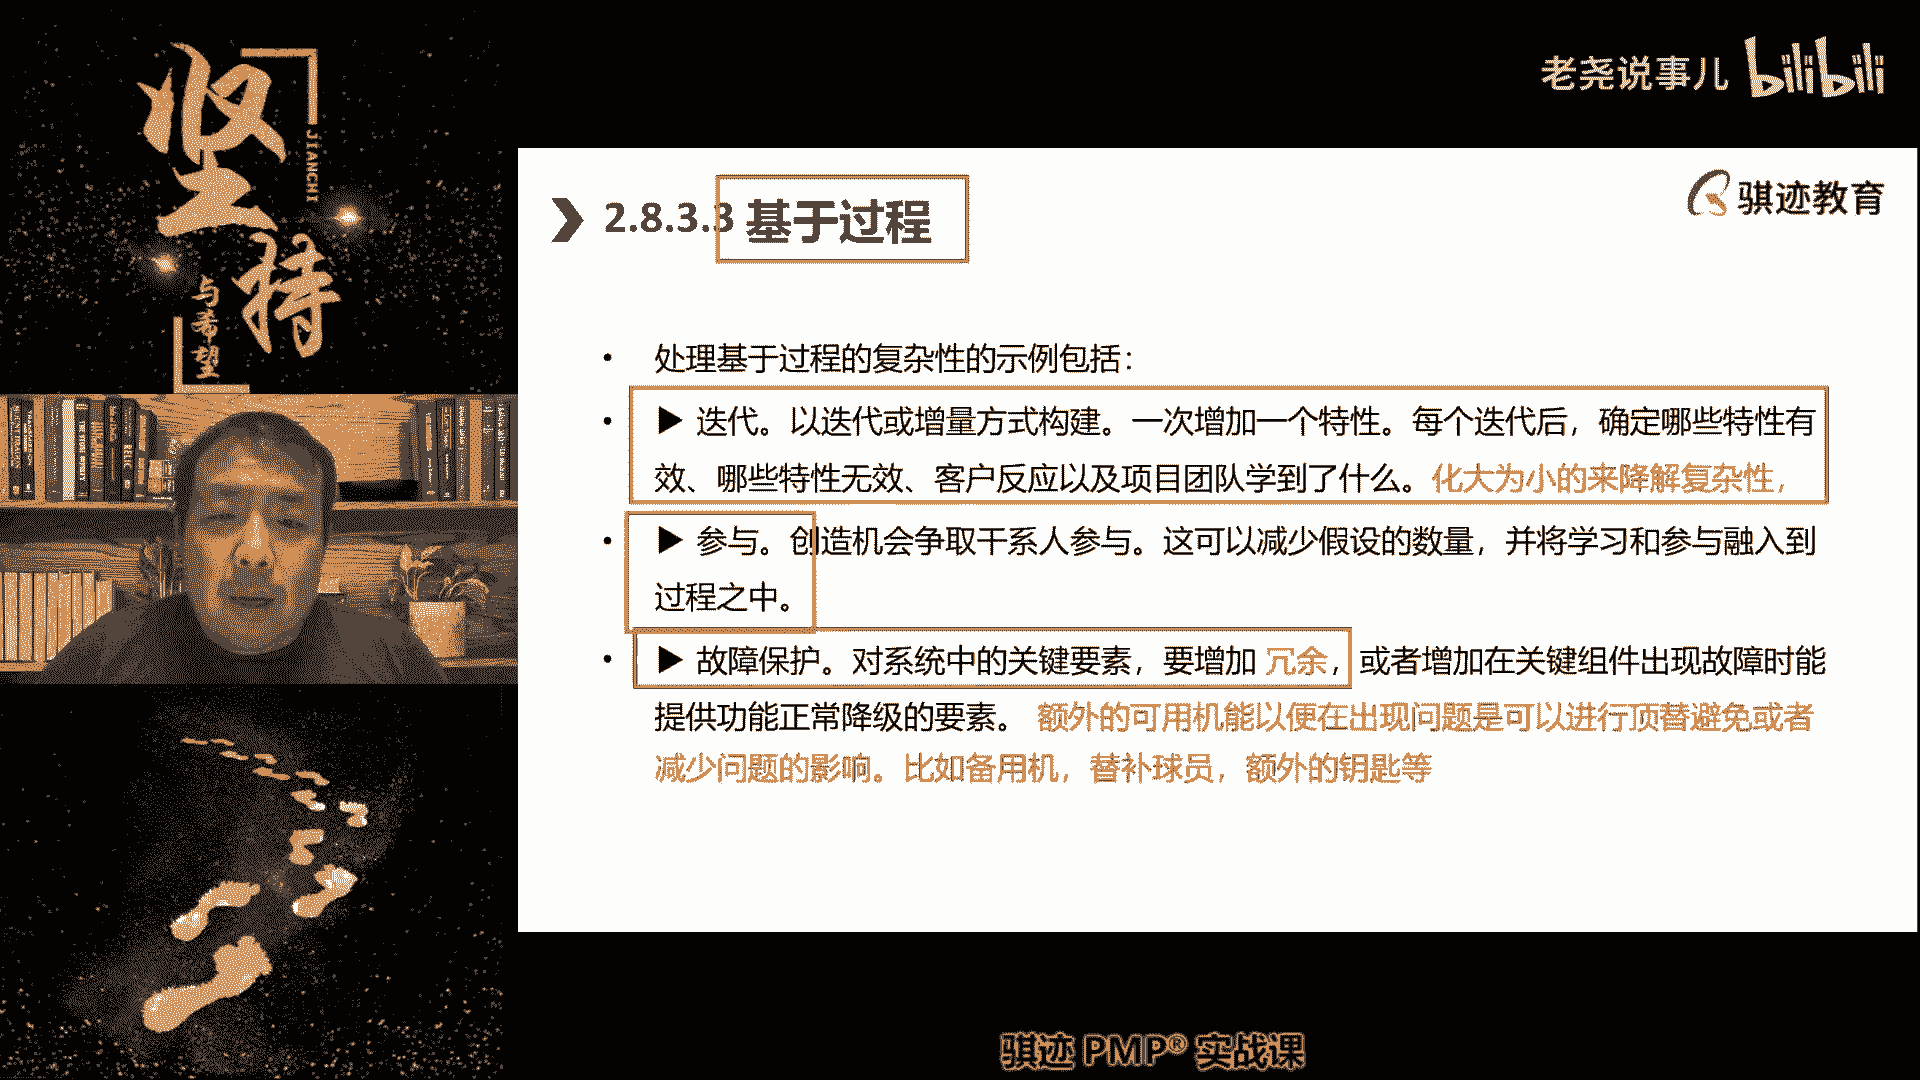 坚持
JIANCHI
与希望
老尧说事儿 bilibili
骐迹教育
2.8.3.3 基于过程
• 处理基于过程的复杂性的示例包括：
• ▶ 迭代。以迭代或增量方式构建。一次增加一个特性。每个迭代后，确定哪些特性有
效、哪些特性无效、客户反应以及项目团队学到了什么。化大为小的来降解复杂性，
• ▶ 参与。创造机会争取干系人参与。这可以减少假设的数量，并将学习和参与融入到
过程之中。
• ▶ 故障保护。对系统中的关键要素，要增加 冗余，或者增加在关键组件出现故障时能
提供功能正常降级的要素。 额外的可用机能以便在出现问题是可以进行顶替避免或者
减少问题的影响。比如备用机，替补球员，额外的钥匙等
骐迹 PMP® 实战课